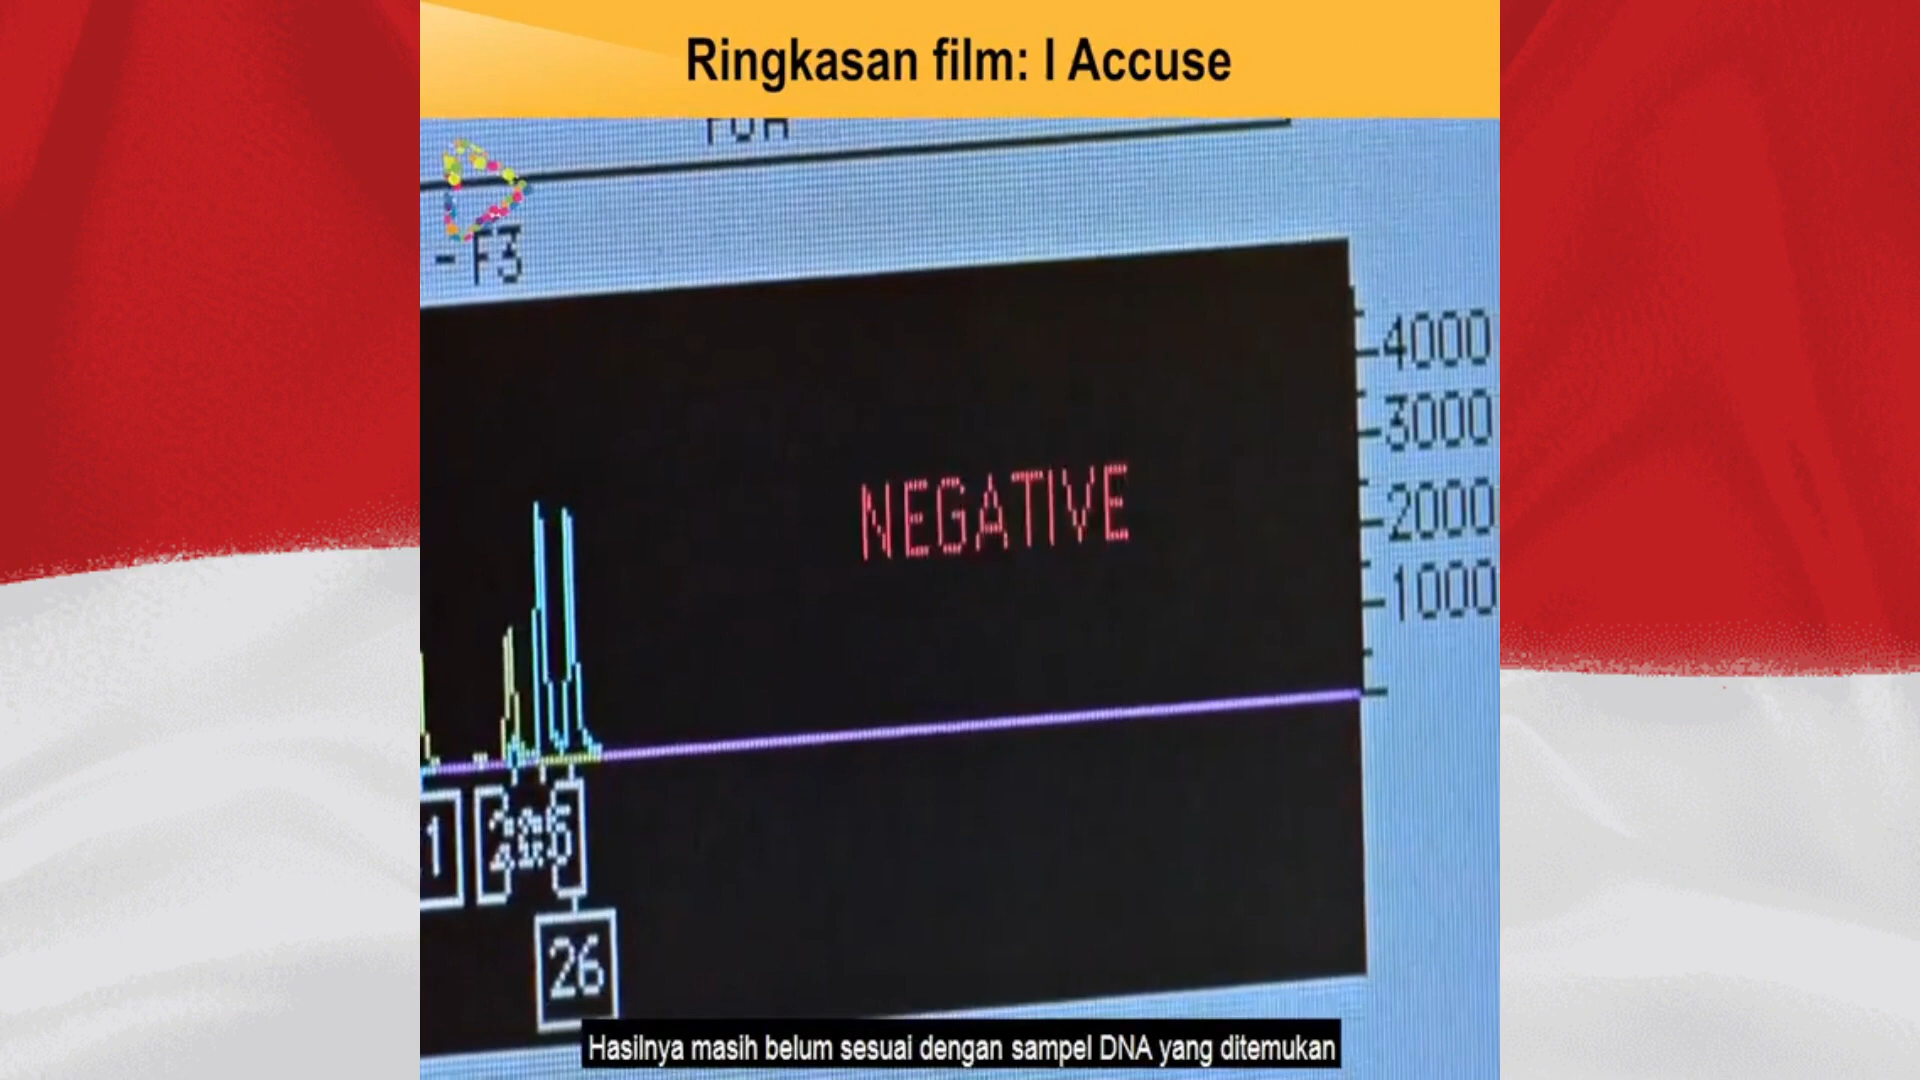 Ringkasan film: I Accuse
-F3
4000
3000
NEGATIVE
2000
1000
1
26
Hasilnya masih belum sesuai dengan sampel DNA yang ditemukan